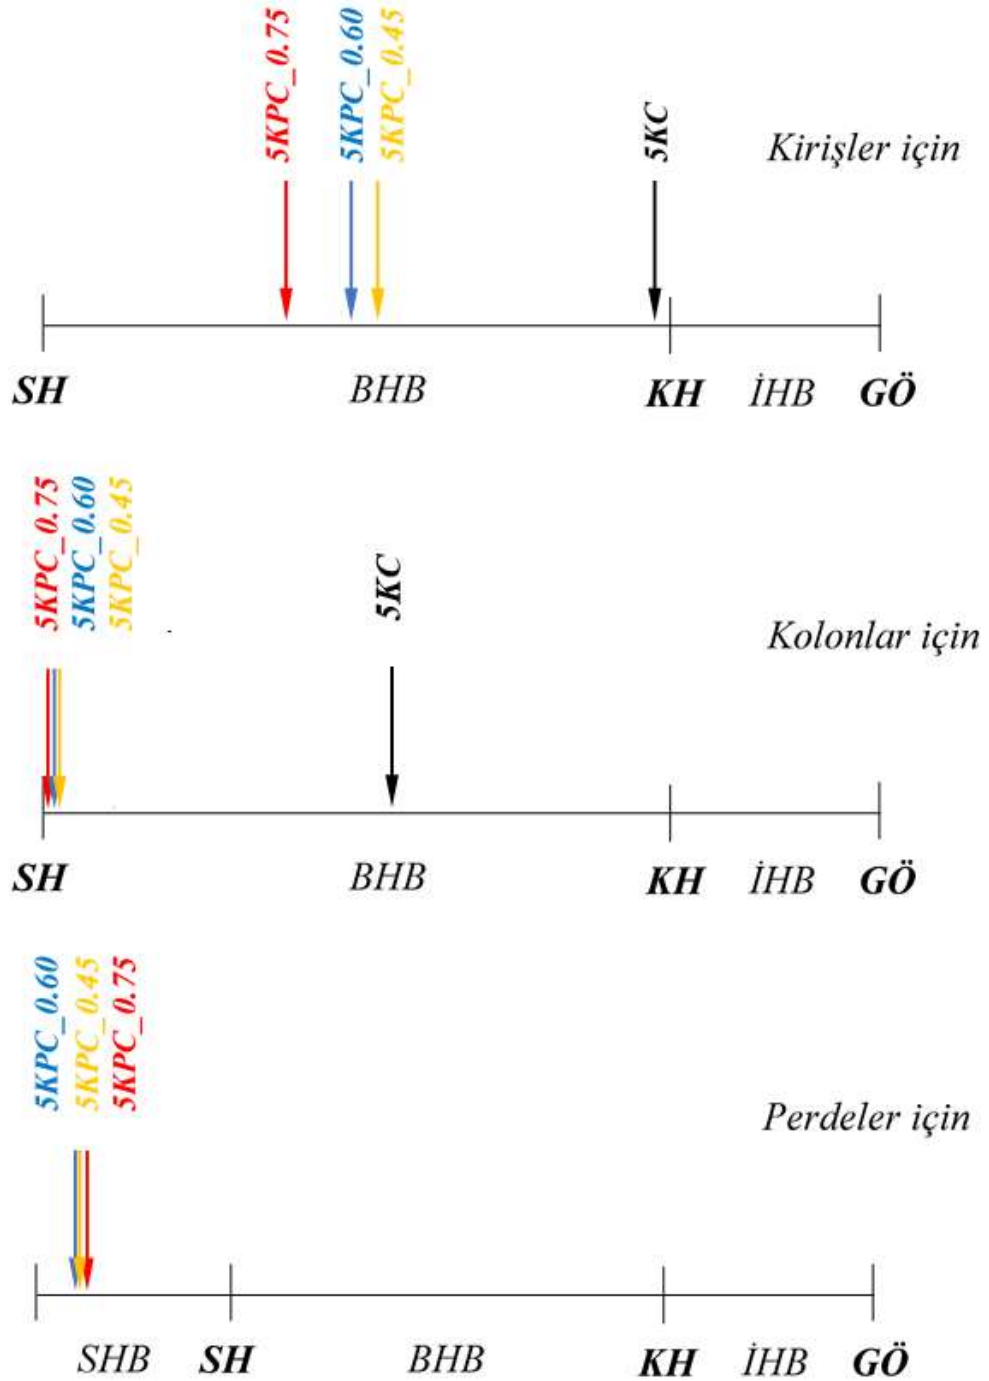 5KPC_0.75
5KPC_0.60
5KPC_0.45
5KC
Kirişler için
SH BHB KH İHB GÖ
5KPC_0.75
5KPC_0.60
5KPC_0.45
5KC
Kolonlar için
SH BHB KH İHB GÖ
5KPC_0.60
5KPC_0.45
5KPC_0.75
Perdeler için
SHB SH BHB KH İHB GÖ